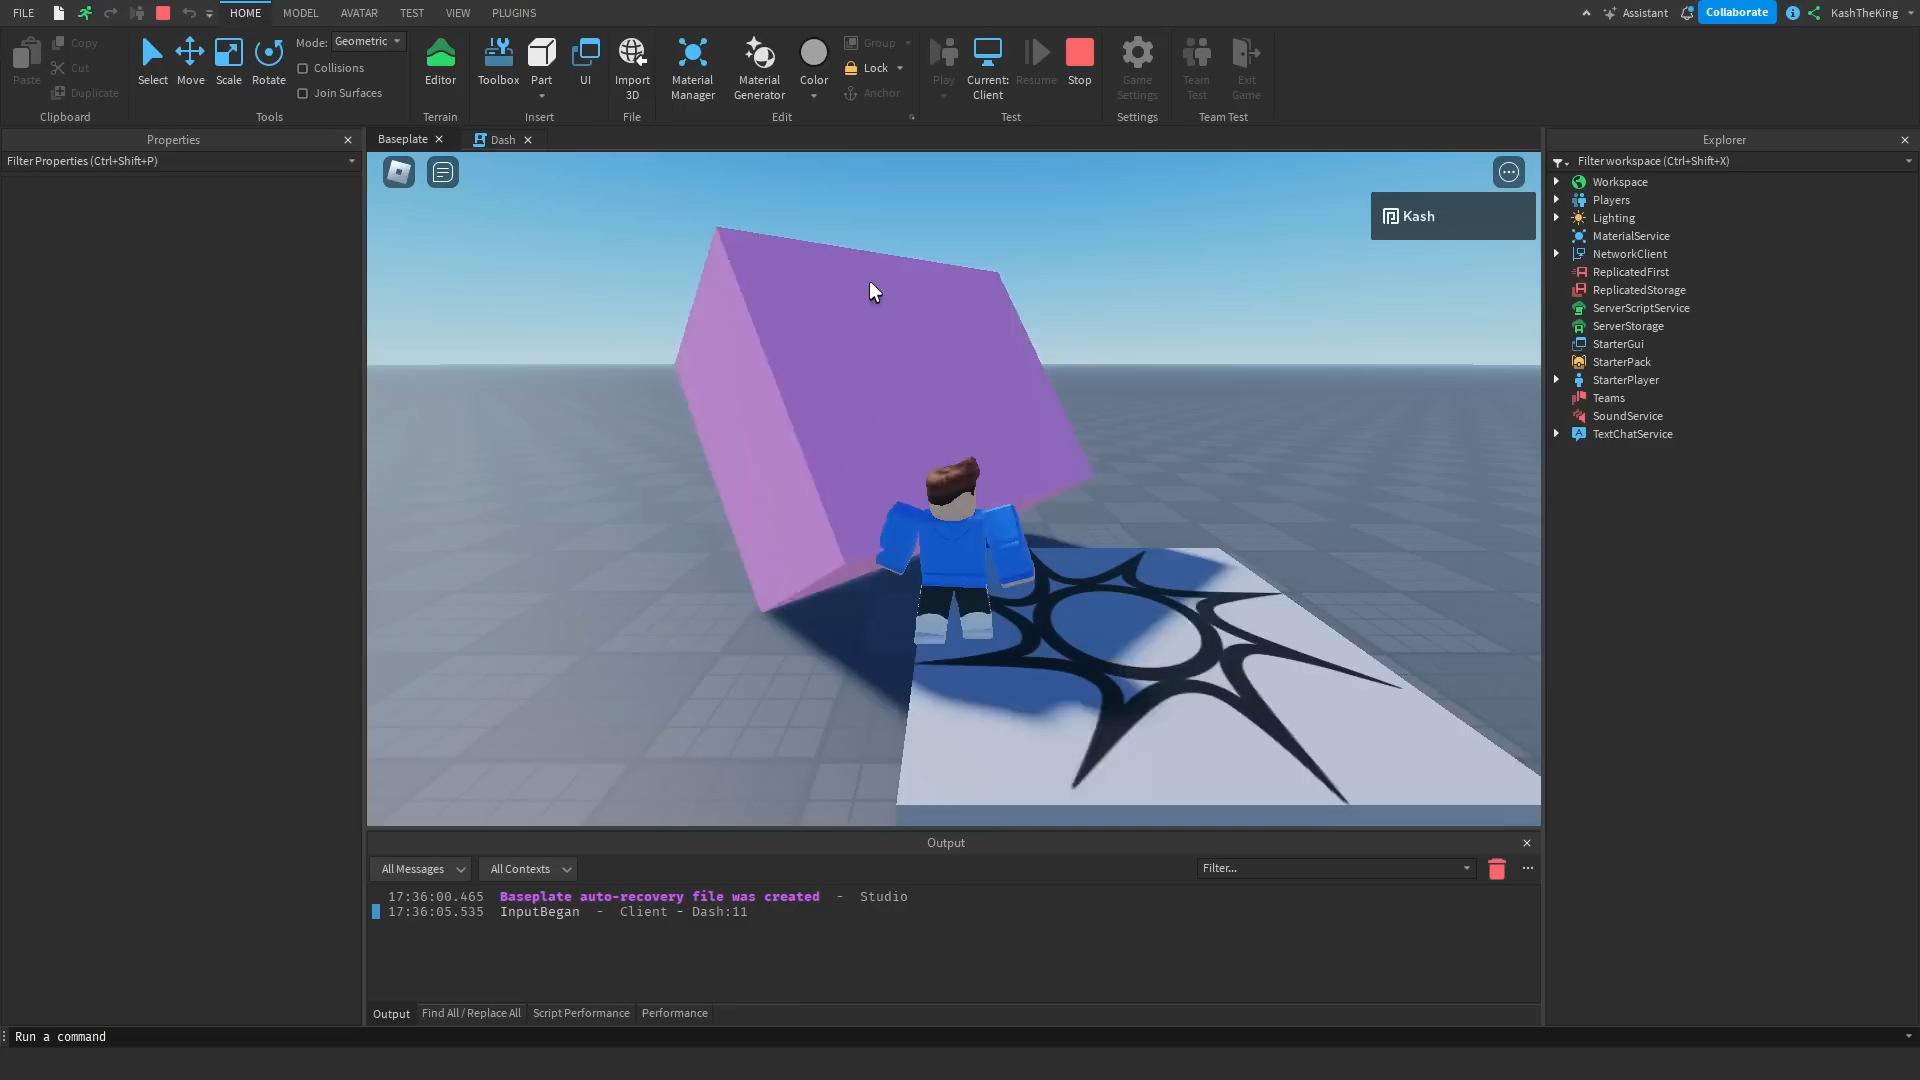 FILE HOME MODEL AVATAR TEST VIEW PLUGINS Assistant Collaborate KashTheKing
Paste Copy Cut Duplicate
Clipboard
Select Move Scale Rotate
Mode: Geometric
Collisions
Join Surfaces
Tools
Editor
Terrain
Toolbox Part UI
Insert
Import 3D
File
Material Manager
Material Generator
Color
Group
Lock
Anchor
Edit
Play
Current: Client
Resume
Stop
Test
Game Settings
Settings
Team Test
Exit Game
Team Test
Properties
Filter Properties (Ctrl+Shift+P)
Baseplate Dash
Kash
Explorer
Filter workspace (Ctrl+Shift+X)
Workspace
Players
Lighting
MaterialService
NetworkClient
ReplicatedFirst
ReplicatedStorage
ServerScriptService
ServerStorage
StarterGui
StarterPack
StarterPlayer
Teams
SoundService
TextChatService
Output
All Messages All Contexts Filter...
17:36:00.465 Baseplate auto-recovery file was created - Studio
17:36:05.535 InputBegan - Client - Dash:11
Output Find All / Replace All Script Performance Performance
Run a command